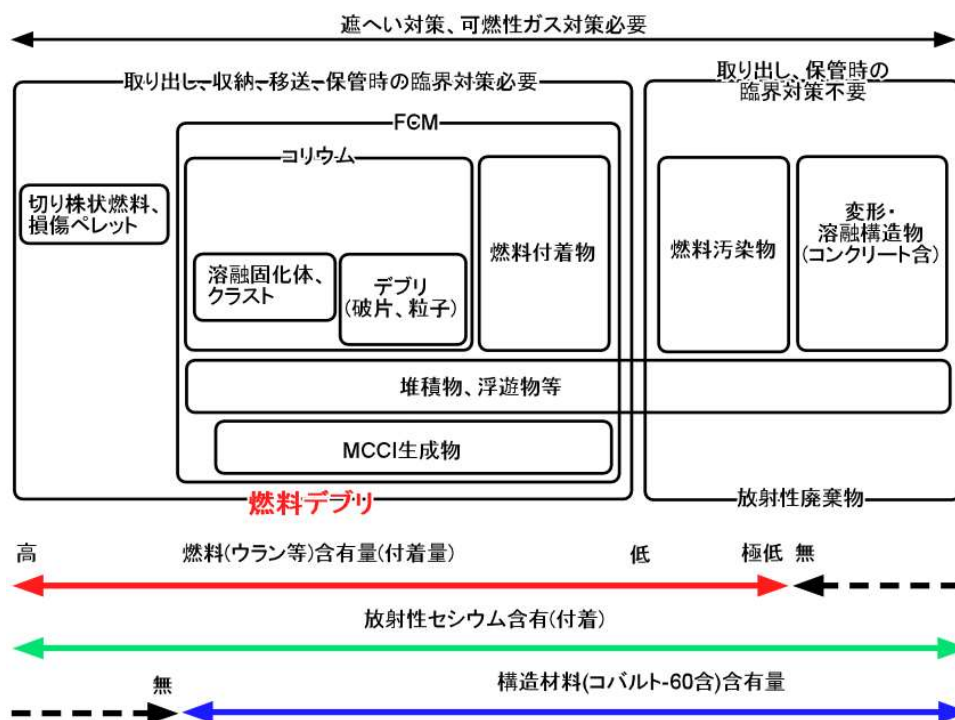 遮へい対策、可燃性ガス対策必要
取り出し、収納、移送、保管時の臨界対策必要
取り出し、保管時の
臨界対策不要
FCM
コリウム
切り株状燃料、
損傷ペレット
溶融固化体、
クラスト
デブリ
(破片、粒子)
燃料付着物
燃料汚染物
変形・
溶融構造物
(コンクリート含)
堆積物、浮遊物等
MCCI生成物
燃料デブリ
放射性廃棄物
高 燃料(ウラン等)含有量(付着量) 低 極低 無
放射性セシウム含有(付着)
無 構造材料(コバルト-60含)含有量